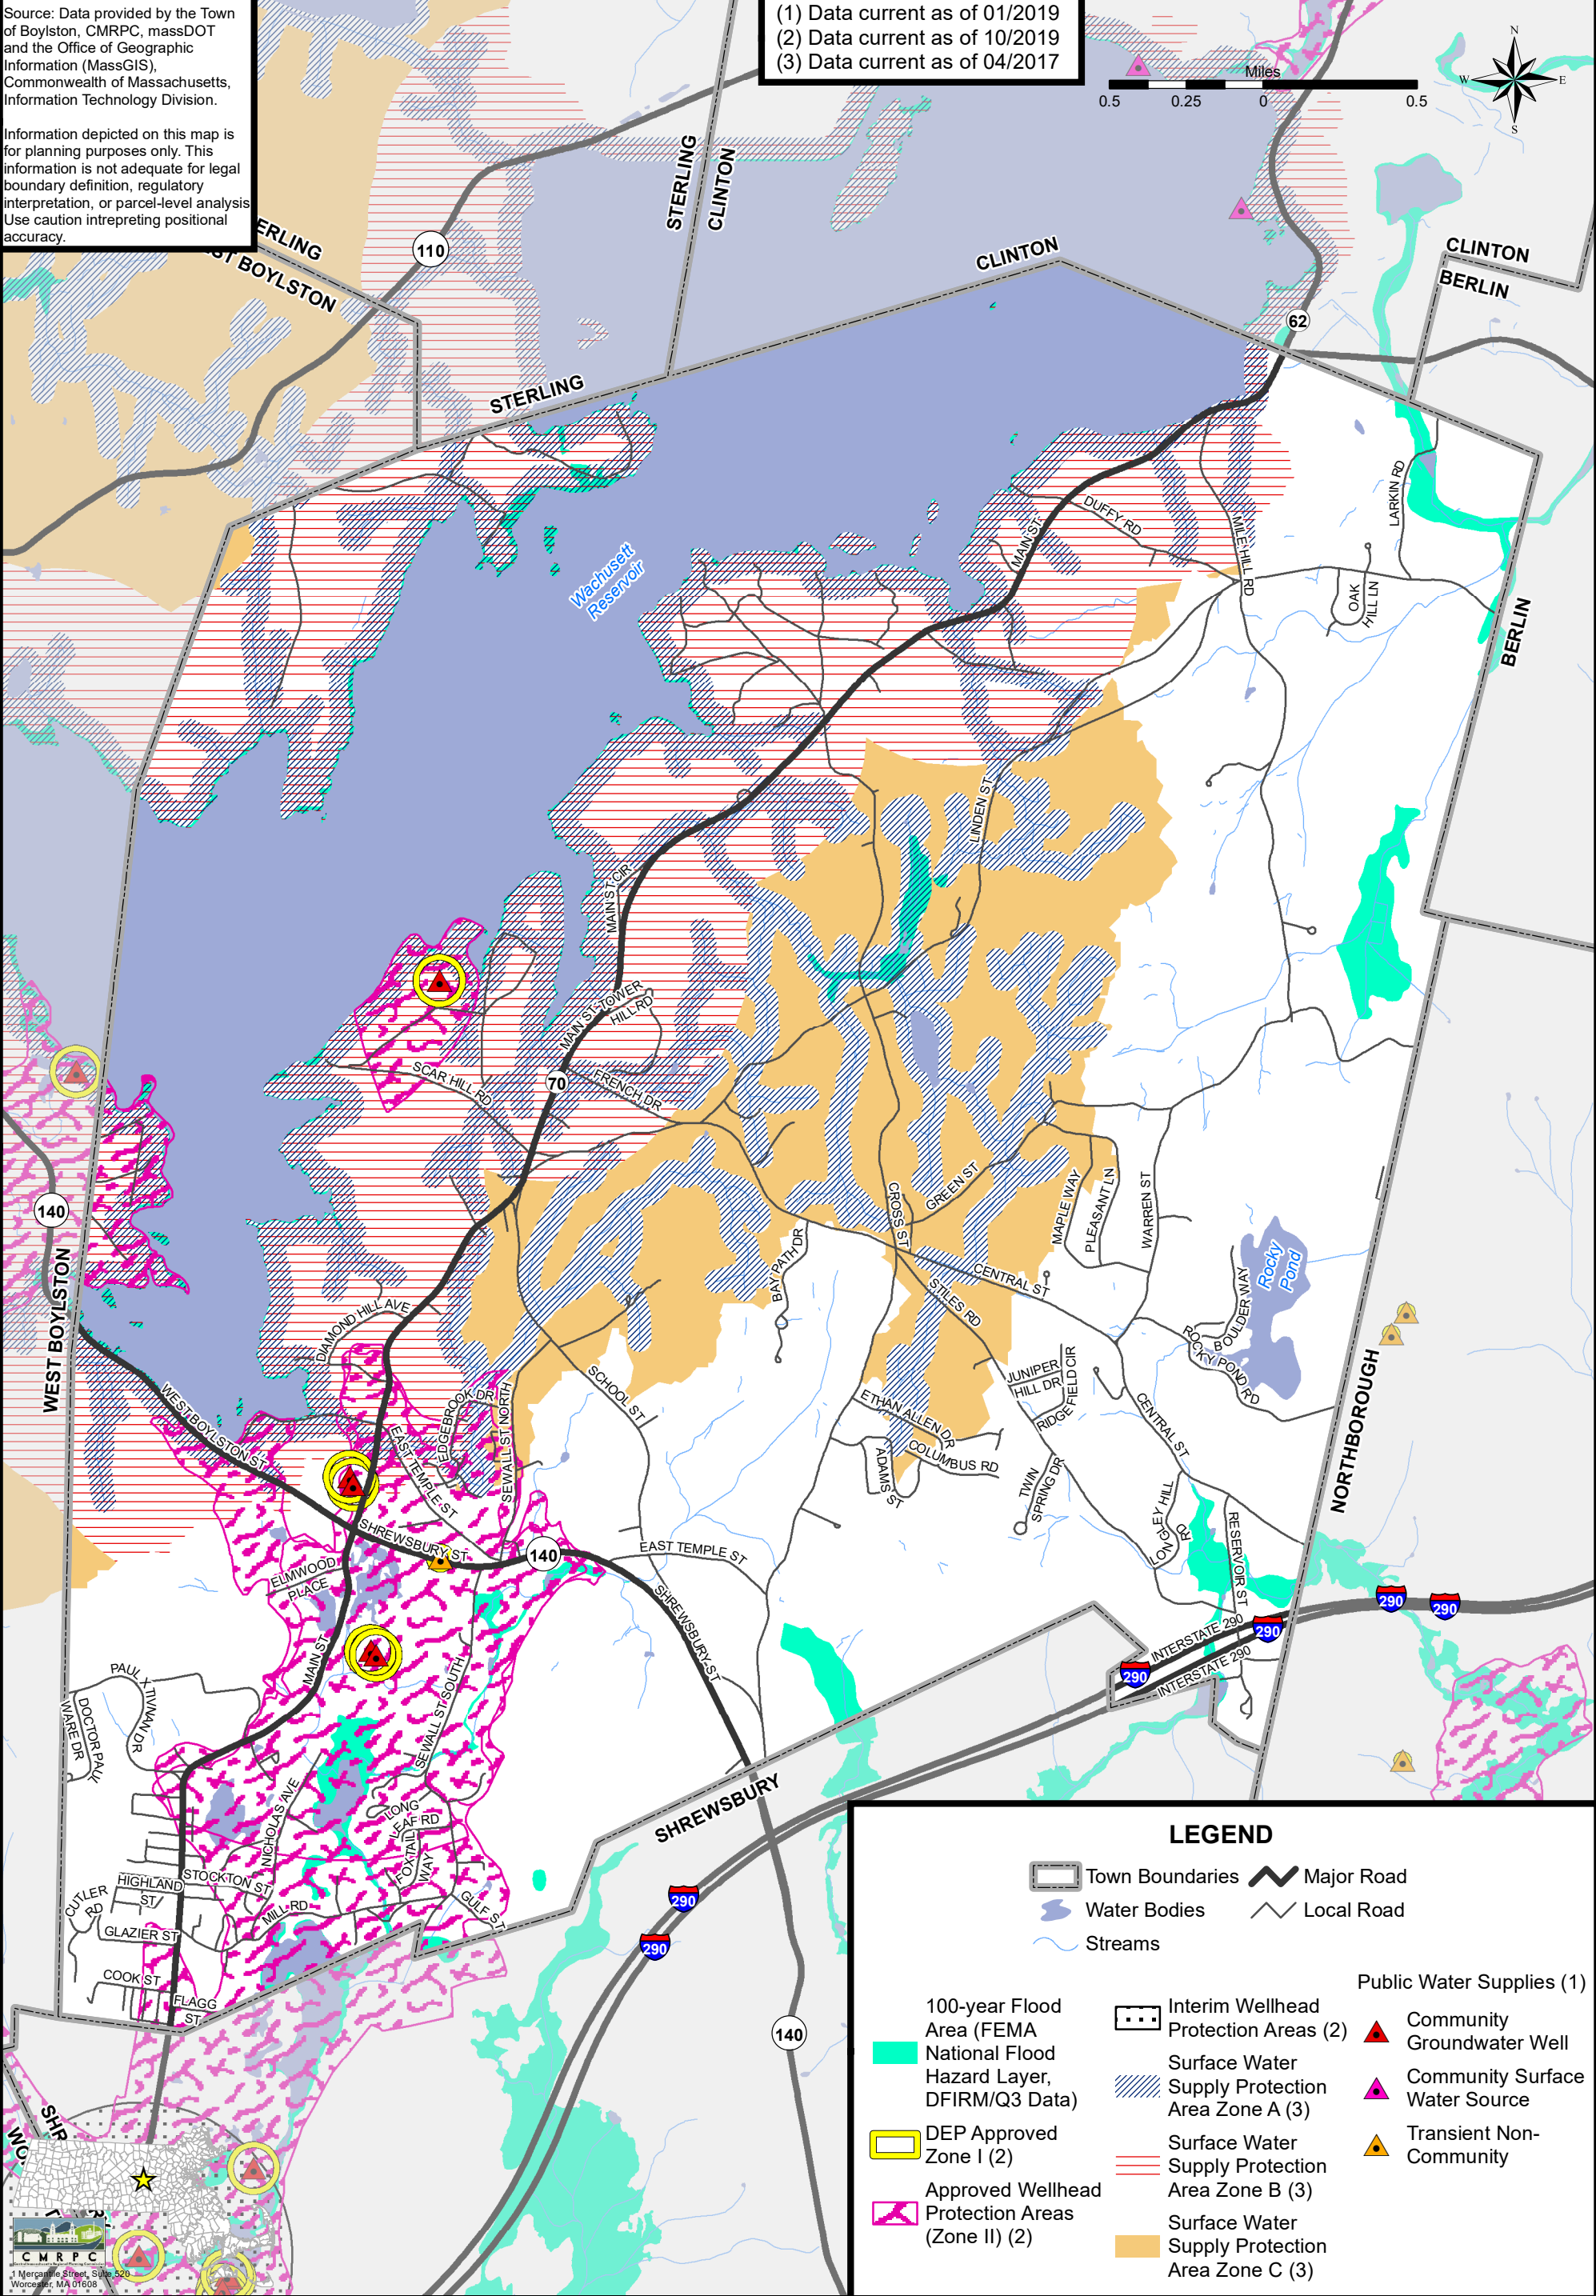 Source: Data provided by the Town
of Boylston, CMRPC, massDOT
and the Office of Geographic
Information (MassGIS),
Commonwealth of Massachusetts,
Information Technology Division.
Information depicted on this map is
for planning purposes only. This
information is not adequate for legal
boundary definition, regulatory
interpretation, or parcel-level analysis
Use caution intrepreting positional
accuracy.
(1) Data current as of 01/2019
(2) Data current as of 10/2019
(3) Data current as of 04/2017
Miles
0.5 0.25 0 0.5
N
W E
S
ERLING
ST BOYLSTON
110
STERLING
CLINTON
CLINTON
CLINTON
BERLIN
62
STERLING
LARKIN RD
DUFFY RD
MAIN ST
MILE HILL RD
OAK
HILL LN
BERLIN
Wachusett
Reservoir
LINDEN ST
MAIN ST CIR
MAIN ST
TOWER
HILL RD
SCAR HILL RD
70
FRENCH DR
140
WEST BOYLSTON
CROSS ST
GREEN ST
MAPLE WAY
PLEASANT LN
WARREN ST
BAY PATH DR
CENTRAL ST
STILES RD
BOULDER WAY
Rocky
Pond
ROCKY POND RD
DIAMOND HILL AVE
SCHOOL ST
JUNIPER
HILL DR
RIDGEFIELD CIR
WEST BOYLSTON ST
EDGEBROOK DR
EAST TEMPLE ST
SEWALL ST NORTH
ETHAN ALLEN DR
COLUMBUS RD
ADAMS ST
CENTRAL ST
TWIN
SPRING DR
NORTHBOROUGH
LONGLEY HILL
RD
RESERVOIR ST
SHREWSBURY ST
140
EAST TEMPLE ST
ELMWOOD
PLACE
SHREWSBURY ST
INTERSTATE 290
INTERSTATE 290
290
290
290
290
MAIN ST
SEWALL ST SOUTH
PAUL X TIVNAN DR
DOCTOR PAUL
WARE DR
NICHOLAS AVE
LONG
LEAF RD
FOXTAIL
WAY
SHREWSBURY
STOCKTON ST
HIGHLAND
ST
CUTLER
RD
MILL RD
GULF ST
GLAZIER ST
COOK ST
FLAGG
ST
290
290
140
SHR
WO
CMRPC
1 Mercantile Street, Suite 520
Worcester, MA 01608
LEGEND
Town Boundaries
Major Road
Water Bodies
Local Road
Streams
100-year Flood
Area (FEMA
National Flood
Hazard Layer,
DFIRM/Q3 Data)
DEP Approved
Zone I (2)
Approved Wellhead
Protection Areas
(Zone II) (2)
Interim Wellhead
Protection Areas (2)
Surface Water
Supply Protection
Area Zone A (3)
Surface Water
Supply Protection
Area Zone B (3)
Surface Water
Supply Protection
Area Zone C (3)
Public Water Supplies (1)
Community
Groundwater Well
Community Surface
Water Source
Transient Non-
Community